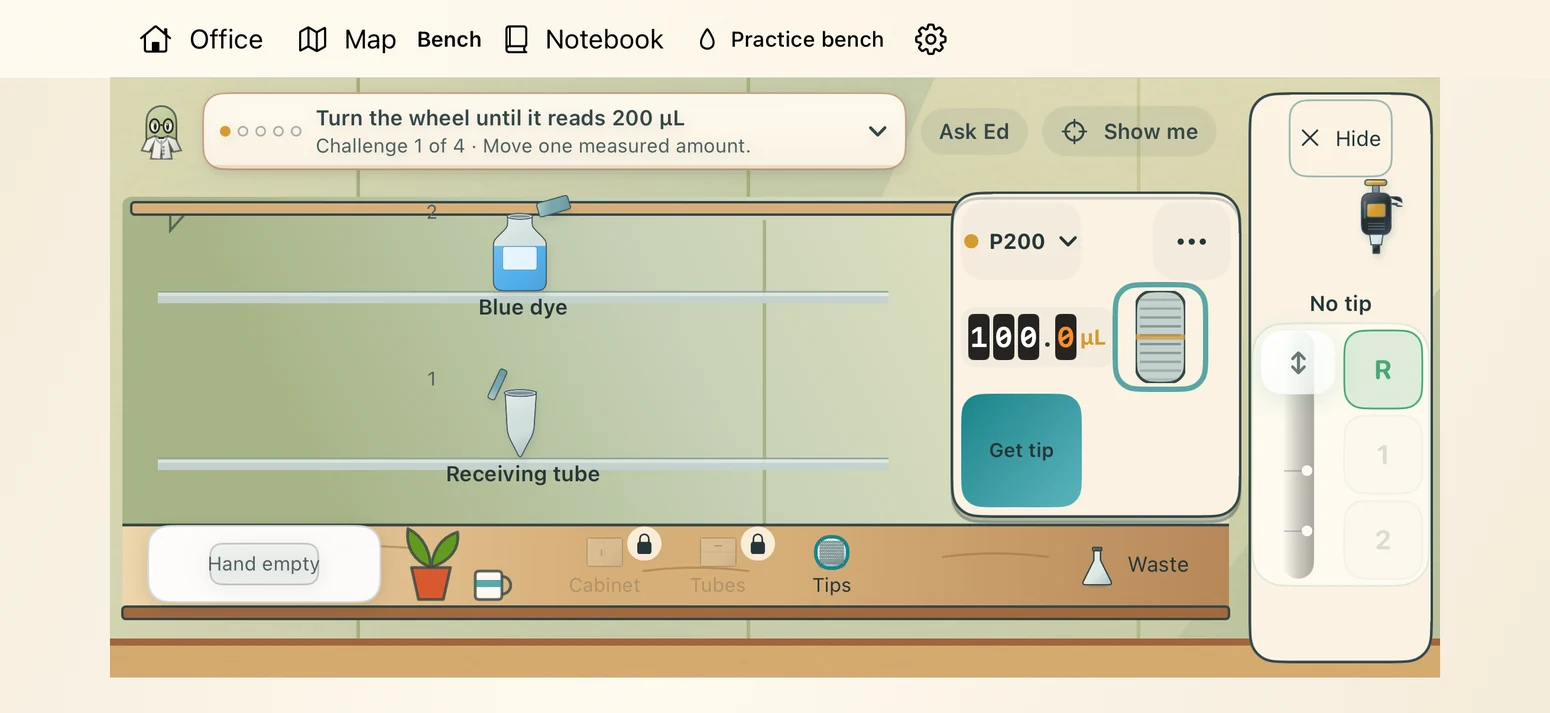 Office Map Bench Notebook Practice bench
Turn the wheel until it reads 200 µL
Challenge 1 of 4 · Move one measured amount.
Ask Ed
Show me
Hide
2
Blue dye
P200
100.0 µL
No tip
R
1
Receiving tube
Get tip
1
2
Hand empty
Cabinet
Tubes
Tips
Waste